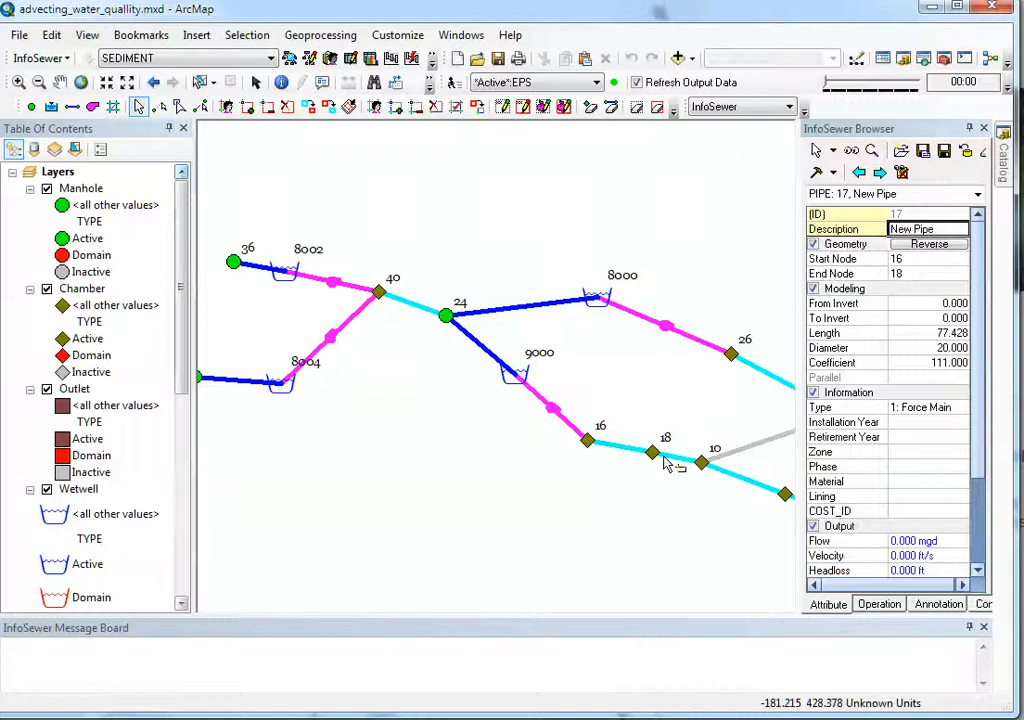 advecting_water_quallity.mxd - ArcMap
File Edit View Bookmarks Insert Selection Geoprocessing Customize Windows Help
InfoSewer SEDIMENT
*Active*:EPS Refresh Output Data 00:00
InfoSewer
Table Of Contents
Layers
Manhole
<all other values>
TYPE
Active
Domain
Inactive
Chamber
<all other values>
TYPE
Active
Domain
Inactive
Outlet
<all other values>
TYPE
Active
Domain
Inactive
Wetwell
<all other values>
TYPE
Active
Domain
36
8002
40
24
8000
26
9000
8004
16
18
10
InfoSewer Browser
Catalog
PIPE: 17, New Pipe
(ID) 17
Description New Pipe
Geometry Reverse
Start Node 16
End Node 18
Modeling
From Invert 0.000
To Invert 0.000
Length 77.428
Diameter 20.000
Coefficient 111.000
Parallel
Information
Type 1: Force Main
Installation Year
Retirement Year
Zone
Phase
Material
Lining
COST_ID
Output
Flow 0.000 mgd
Velocity 0.000 ft/s
Headloss 0.000 ft
Attribute Operation Annotation Con
InfoSewer Message Board
-181.215 428.378 Unknown Units